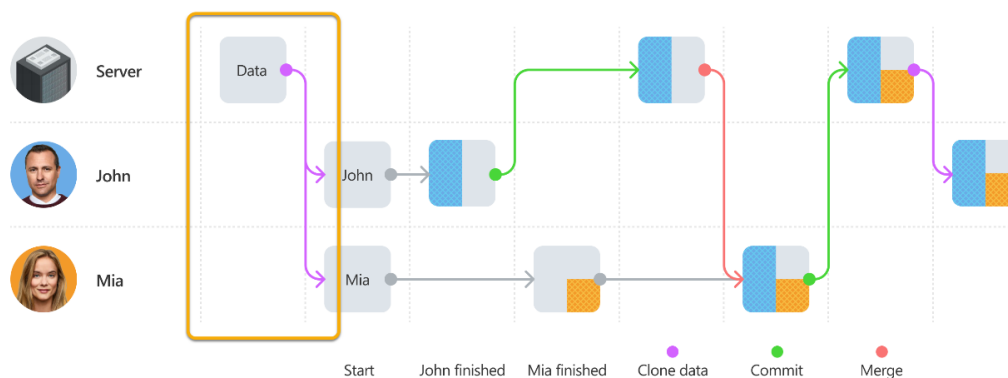 Server
Data
John
John
Mia
Mia
Start
John finished
Mia finished
Clone data
Commit
Merge